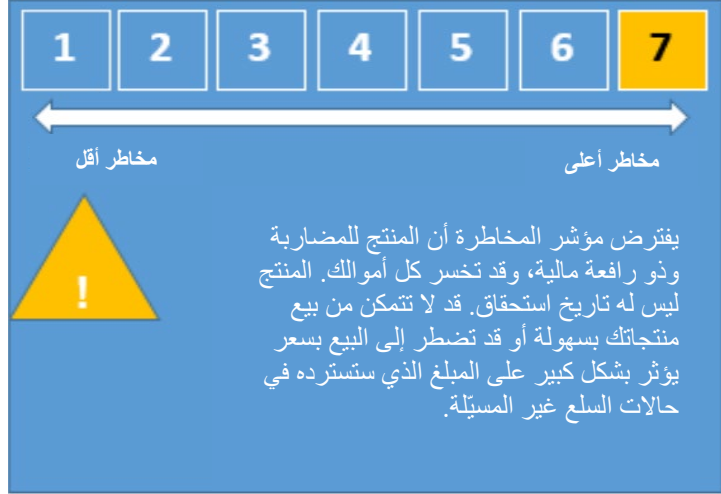 1 2 3 4 5 6 7
مخاطر أقل
مخاطر أعلى
يفترض مؤشر المخاطرة أن المنتج للمضاربة
وذو رافعة مالية، وقد تخسر كل أموالك. المنتج
ليس له تاريخ استحقاق. قد لا تتمكن من بيع
منتجاتك بسهولة أو قد تضطر إلى البيع بسعر
يؤثر بشكل كبير على المبلغ الذي ستسترده في
حالات السلع غير المسيّلة.
!